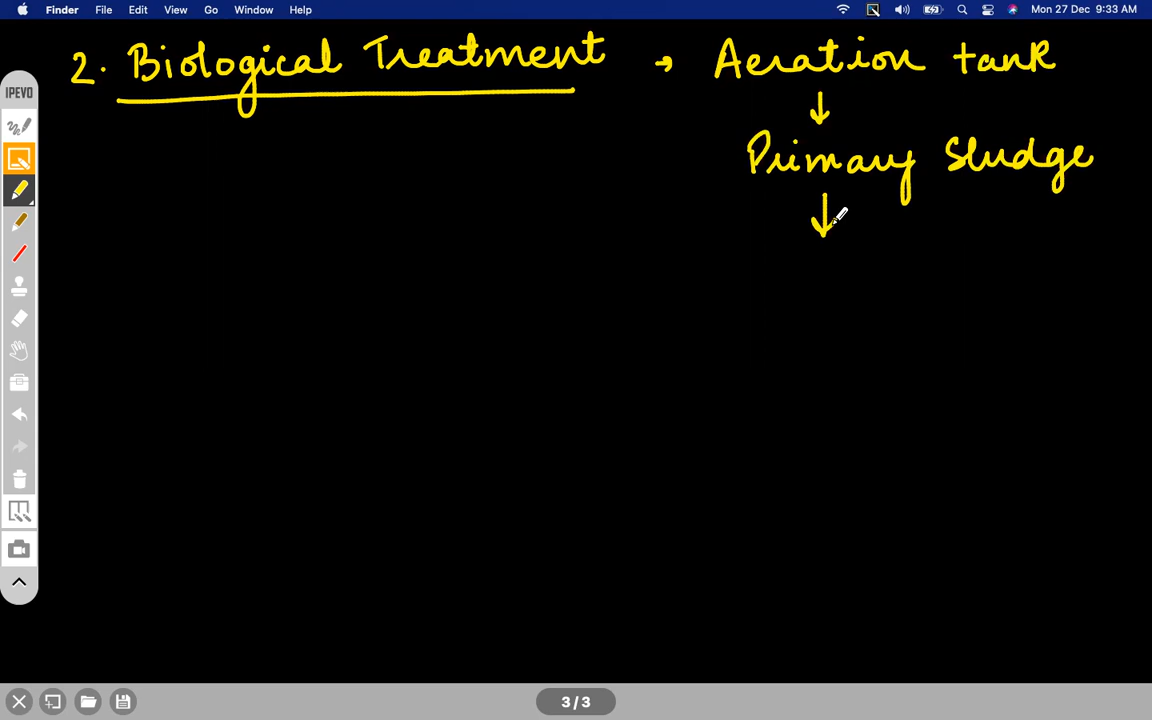 Finder File Edit View Go Window Help Mon 27 Dec 9:33 AM
2. Biological Treatment → Aeration tank
↓
Primary Sludge
↓
IPEVO
3/3